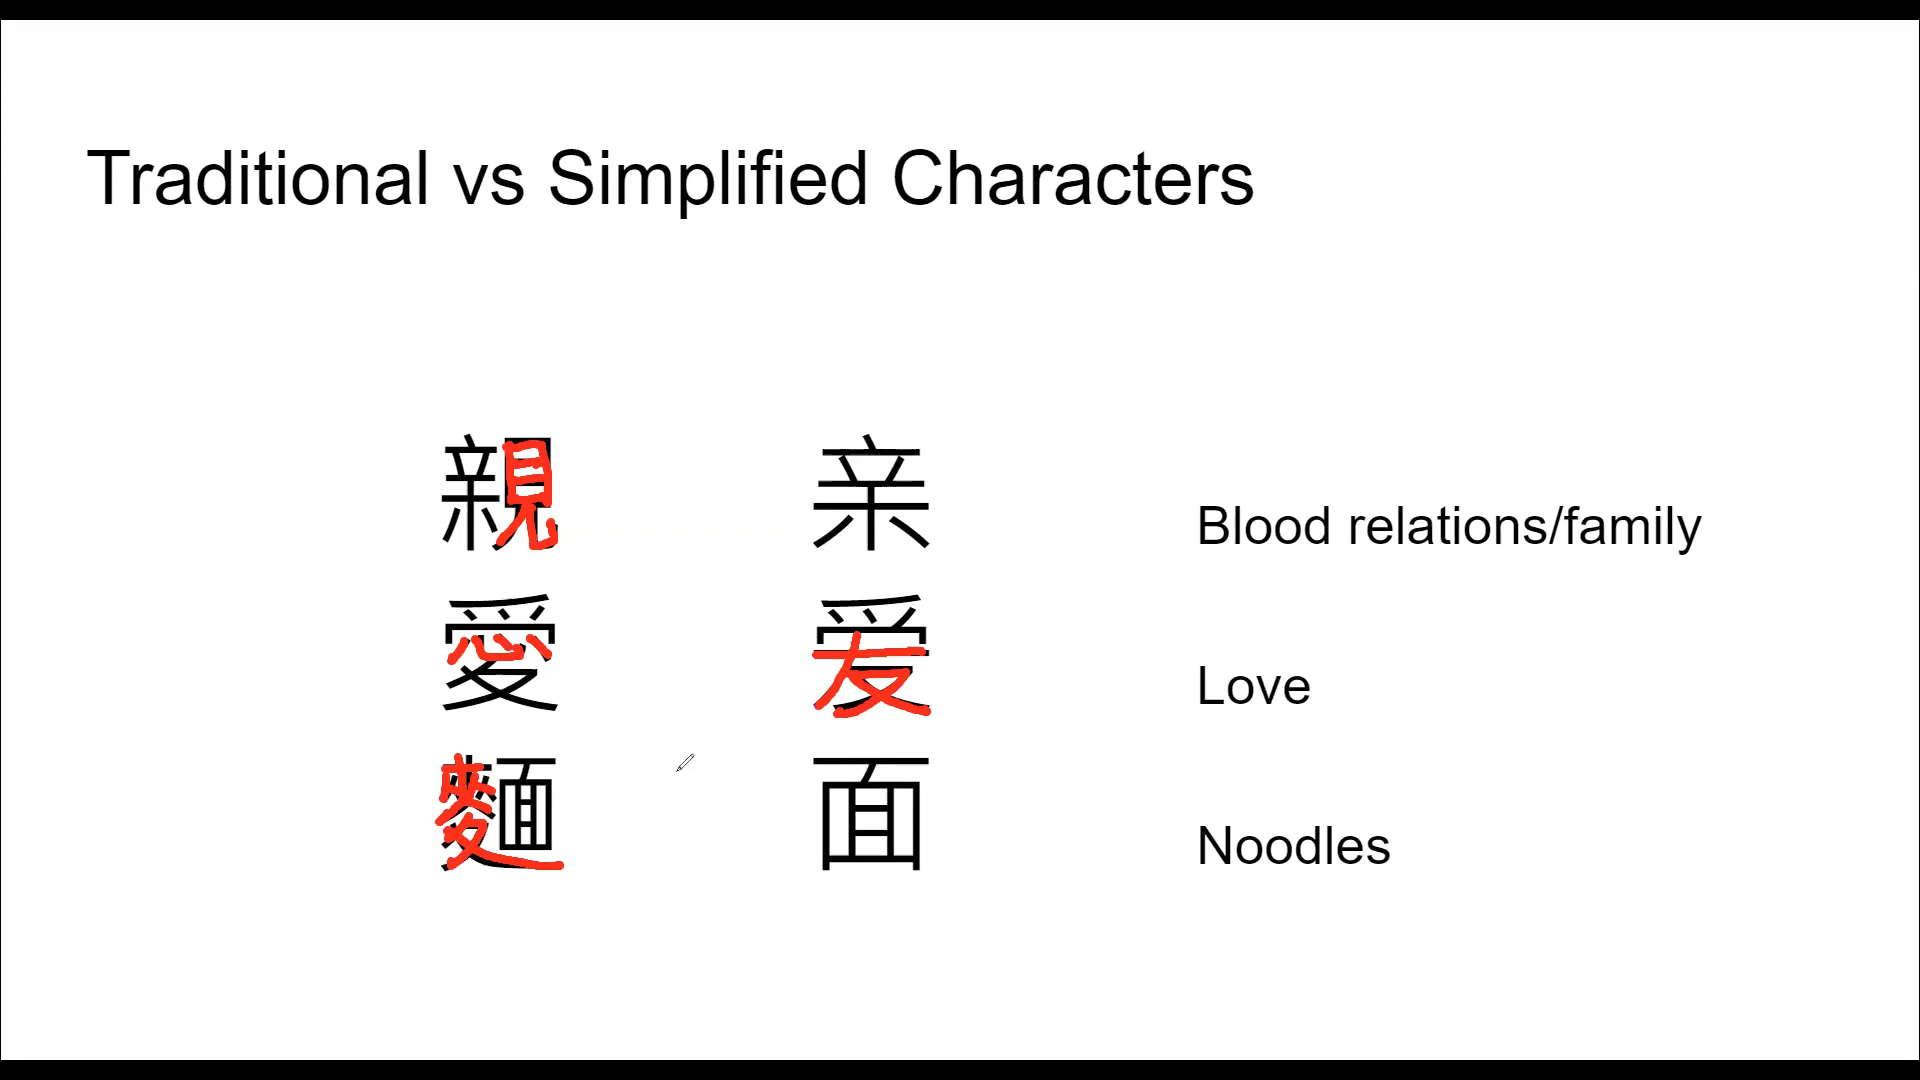 Traditional vs Simplified Characters
親 亲 Blood relations/family
愛 爱 Love
麵 面 Noodles